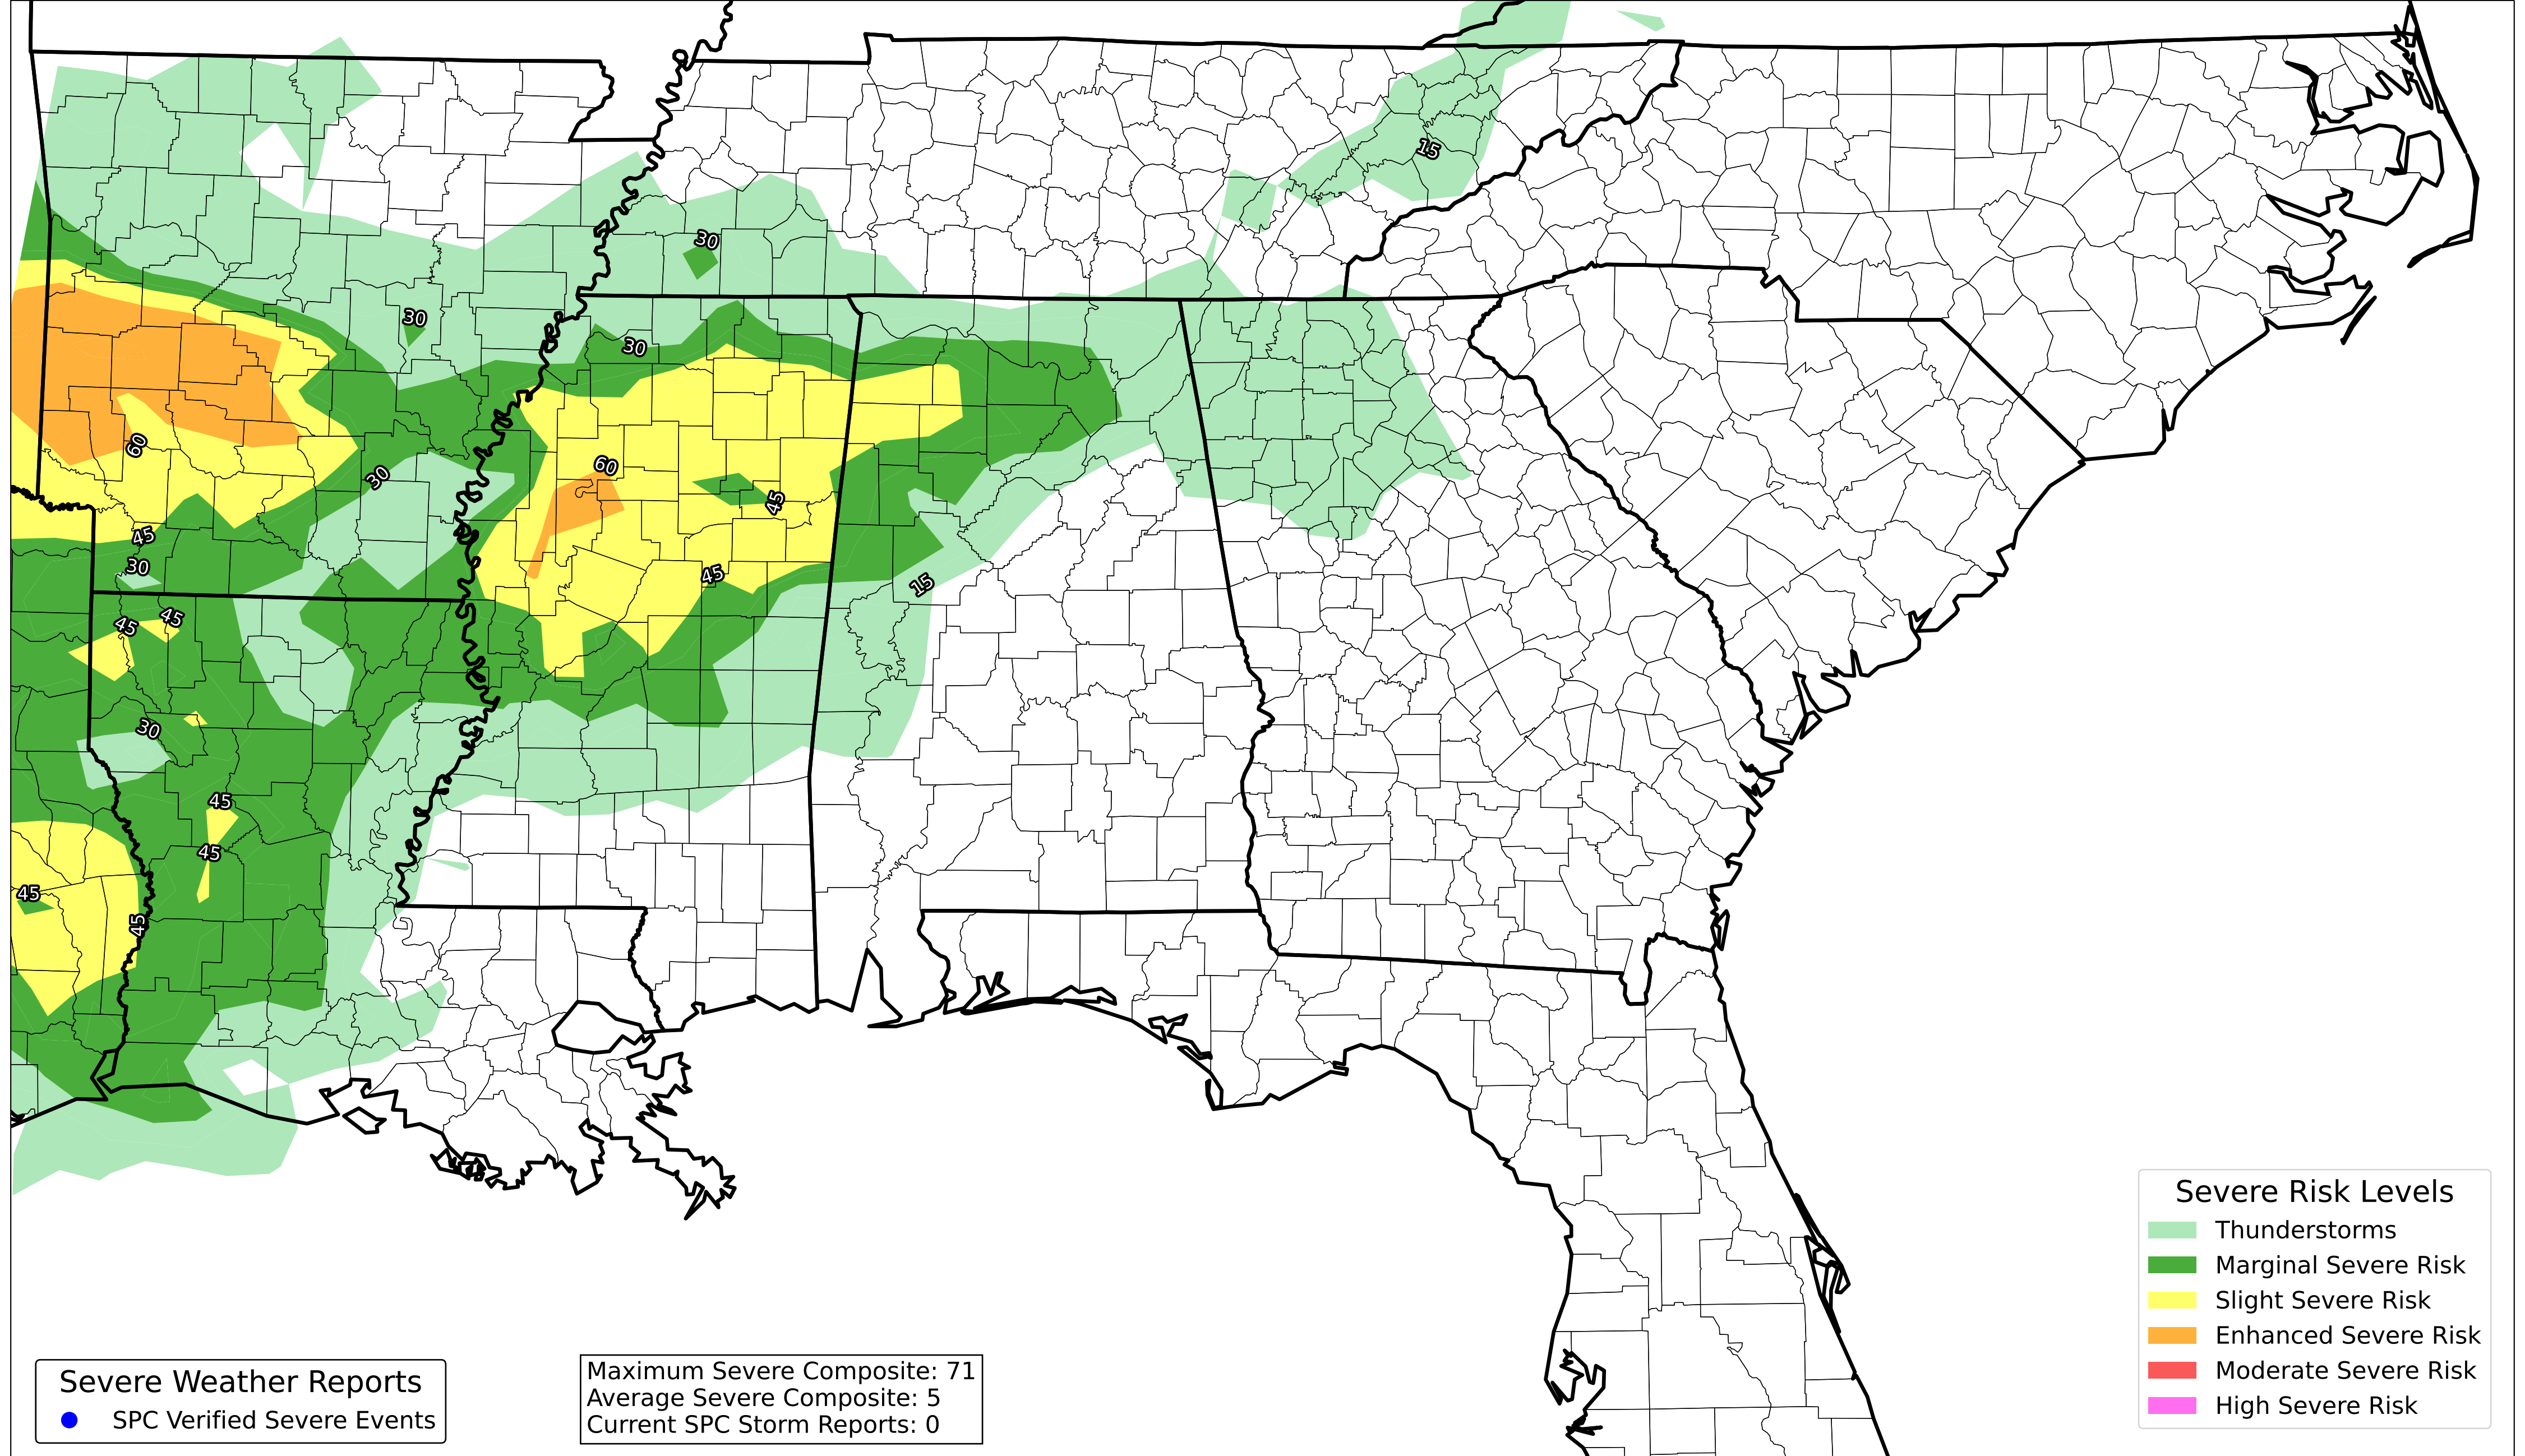 15
30
30
30
60
60
30
45
45
30
45
15
45
45
30
45
45
45
45
Severe Risk Levels
Thunderstorms
Marginal Severe Risk
Slight Severe Risk
Enhanced Severe Risk
Moderate Severe Risk
High Severe Risk
Severe Weather Reports
SPC Verified Severe Events
Maximum Severe Composite: 71
Average Severe Composite: 5
Current SPC Storm Reports: 0